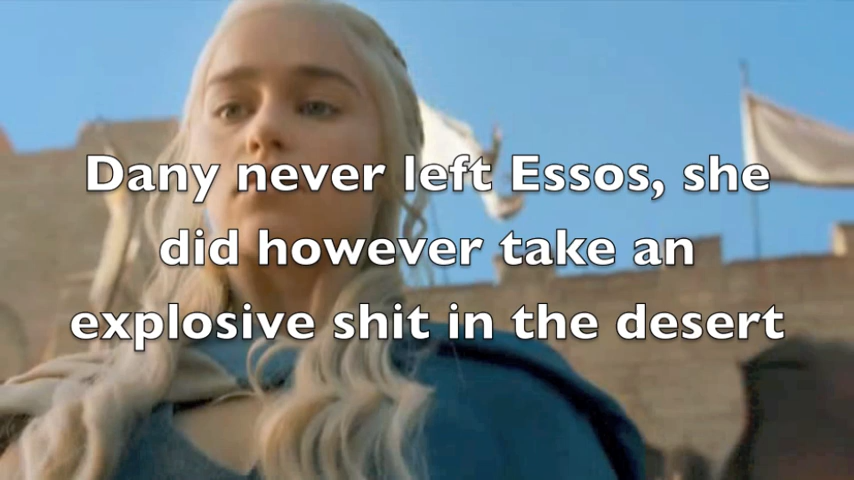 Dany never left Essos, she
did however take an
explosive shit in the desert